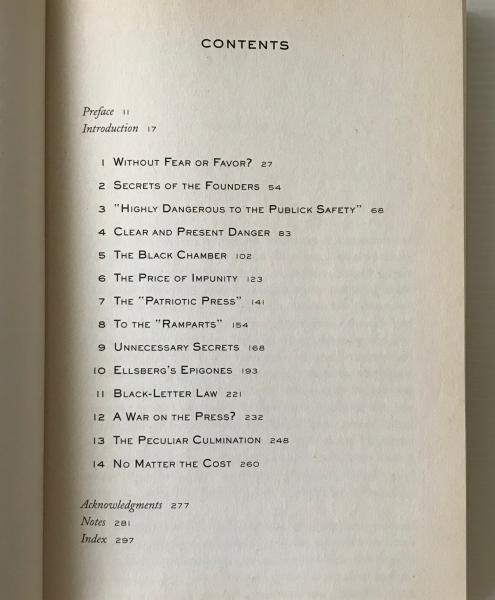 CONTENTS
Preface 11
Introduction 17
1 WITHOUT FEAR OR FAVOR? 27
2 SECRETS OF THE FOUNDERS 54
3 "HIGHLY DANGEROUS TO THE PUBLICK SAFETY" 68
4 CLEAR AND PRESENT DANGER 83
5 THE BLACK CHAMBER 102
6 THE PRICE OF IMPUNITY 123
7 THE "PATRIOTIC PRESS" 141
8 TO THE "RAMPARTS" 154
9 UNNECESSARY SECRETS 168
10 ELLSBERG'S EPIGONES 193
11 BLACK-LETTER LAW 221
12 A WAR ON THE PRESS? 232
13 THE PECULIAR CULMINATION 248
14 NO MATTER THE COST 260
Acknowledgments 277
Notes 281
Index 297